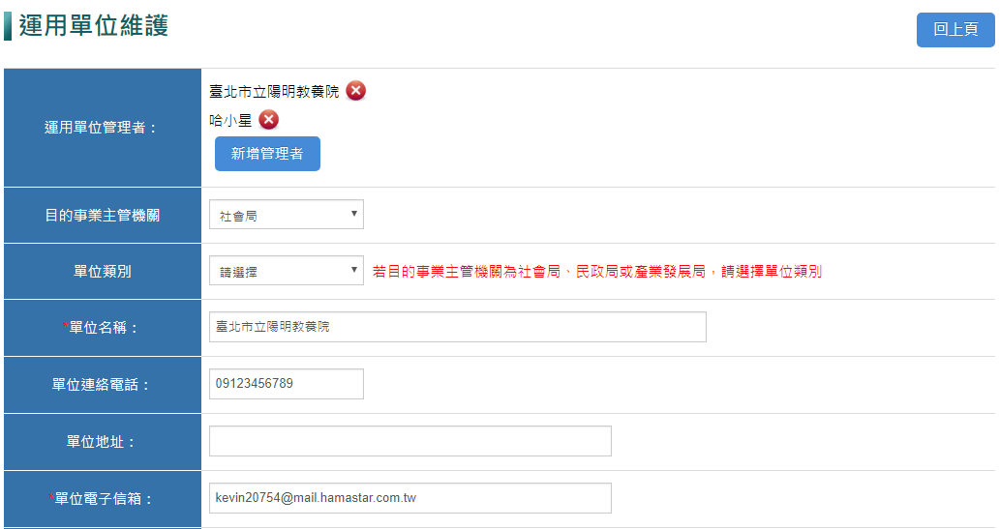 運用單位維護
回上頁
運用單位管理者：
臺北市立陽明教養院
哈小星
新增管理者
目的事業主管機關
社會局
單位類別
請選擇
若目的事業主管機關為社會局、民政局或產業發展局，請選擇單位類別
*單位名稱：
臺北市立陽明教養院
單位連絡電話：
09123456789
單位地址：
*單位電子信箱：
kevin20754@mail.hamastar.com.tw